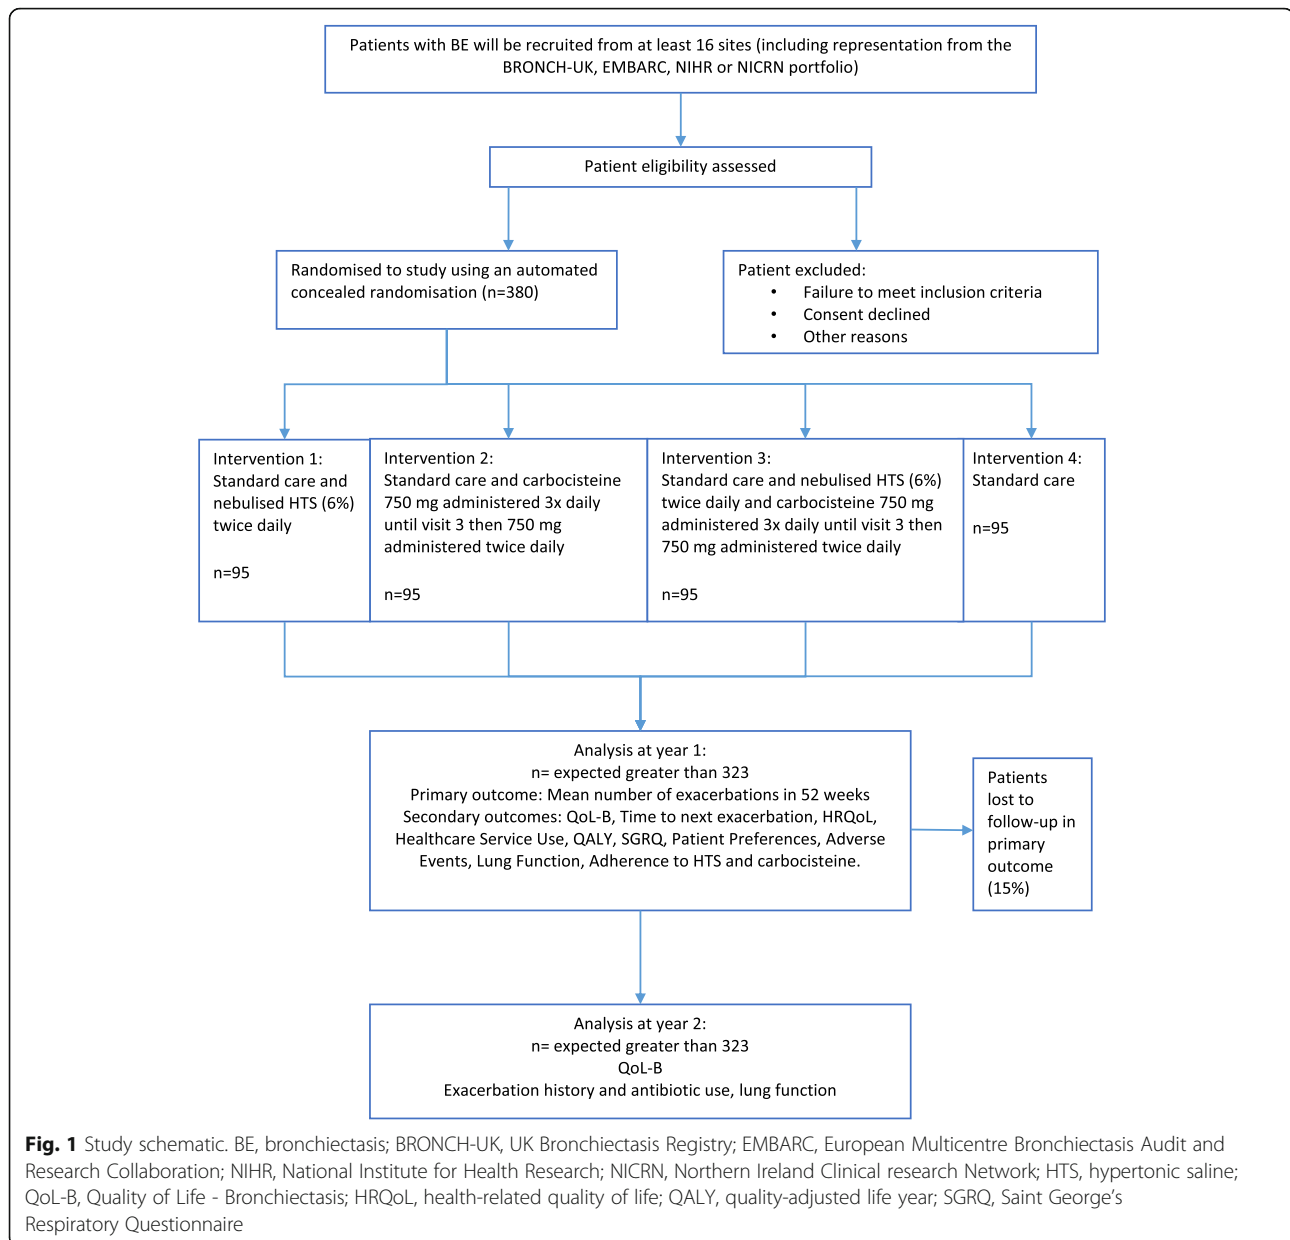 Patients with BE will be recruited from at least 16 sites (including representation from the
BRONCH-UK, EMBARC, NIHR or NICRN portfolio)
Patient eligibility assessed
Randomised to study using an automated
concealed randomisation (n=380)
Patient excluded:
• Failure to meet inclusion criteria
• Consent declined
• Other reasons
Intervention 1:
Standard care and
nebulised HTS (6%)
twice daily
n=95
Intervention 2:
Standard care and carbocisteine
750 mg administered 3x daily
until visit 3 then 750 mg
administered twice daily
n=95
Intervention 3:
Standard care and nebulised HTS (6%)
twice daily and carbocisteine 750 mg
administered 3x daily until visit 3 then
750 mg administered twice daily
n=95
Intervention 4:
Standard care
n=95
Analysis at year 1:
n= expected greater than 323
Primary outcome: Mean number of exacerbations in 52 weeks
Secondary outcomes: QoL-B, Time to next exacerbation, HRQoL,
Healthcare Service Use, QALY, SGRQ, Patient Preferences, Adverse
Events, Lung Function, Adherence to HTS and carbocisteine.
Patients
lost to
follow-up in
primary
outcome
(15%)
Analysis at year 2:
n= expected greater than 323
QoL-B
Exacerbation history and antibiotic use, lung function
Fig. 1 Study schematic. BE, bronchiectasis; BRONCH-UK, UK Bronchiectasis Registry; EMBARC, European Multicentre Bronchiectasis Audit and
Research Collaboration; NIHR, National Institute for Health Research; NICRN, Northern Ireland Clinical research Network; HTS, hypertonic saline;
QoL-B, Quality of Life - Bronchiectasis; HRQoL, health-related quality of life; QALY, quality-adjusted life year; SGRQ, Saint George's
Respiratory Questionnaire